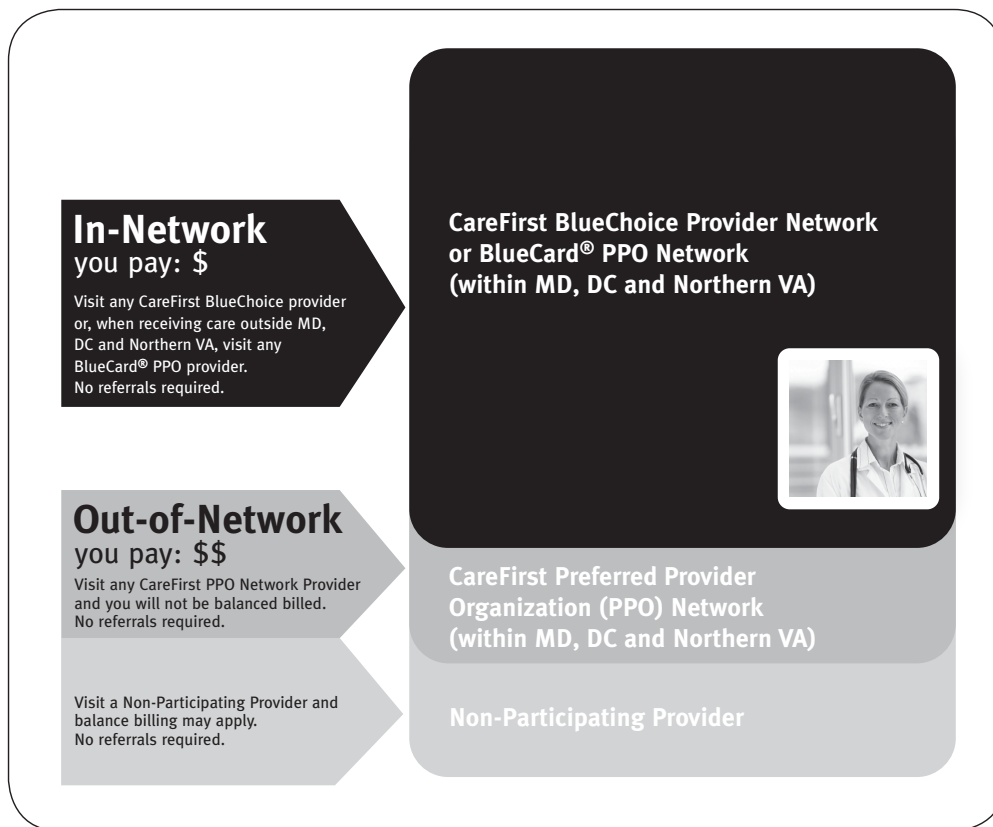 In-Network
you pay: $
Visit any CareFirst BlueChoice provider
or, when receiving care outside MD,
DC and Northern VA, visit any
BlueCard® PPO provider.
No referrals required.
CareFirst BlueChoice Provider Network
or BlueCard® PPO Network
(within MD, DC and Northern VA)
Out-of-Network
you pay: $$
Visit any CareFirst PPO Network Provider
and you will not be balanced billed.
No referrals required.
CareFirst Preferred Provider
Organization (PPO) Network
(within MD, DC and Northern VA)
Visit a Non-Participating Provider and
balance billing may apply.
No referrals required.
Non-Participating Provider